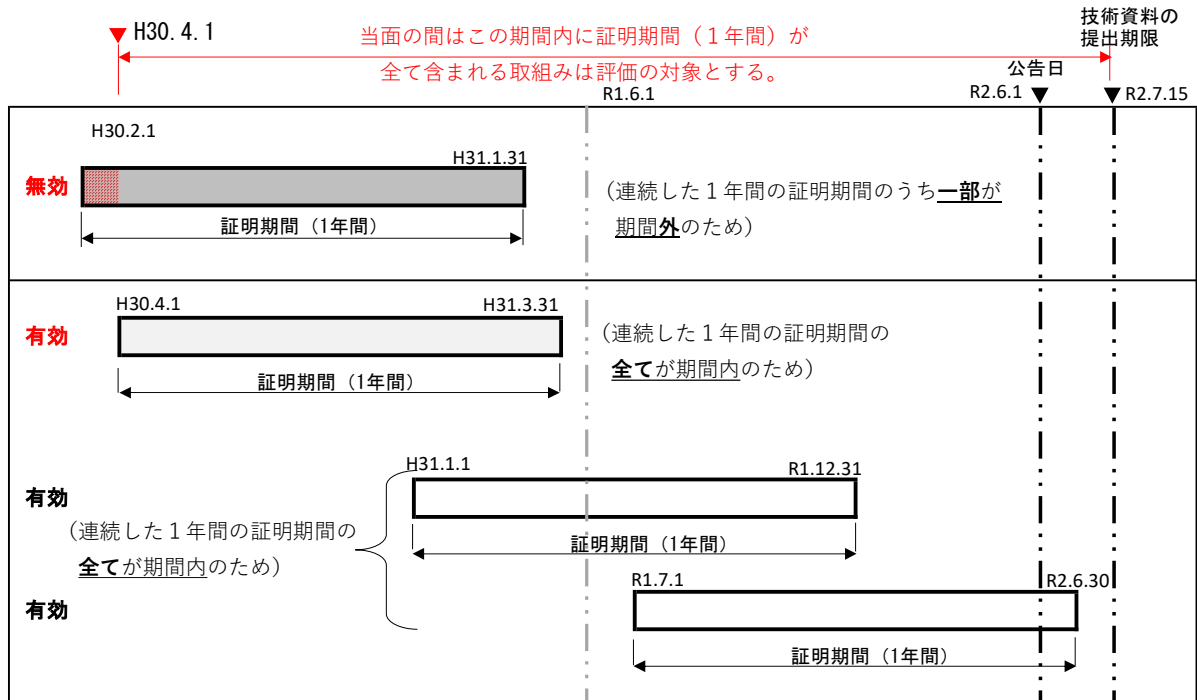 技術資料の
提出期限
H30.4.1
当面の間はこの期間内に証明期間（１年間）が
全て含まれる取組みは評価の対象とする。
公告日
R1.6.1
R2.6.1
R2.7.15
H30.2.1
H31.1.31
無効
（連続した１年間の証明期間のうち一部が
期間外のため）
証明期間（1年間）
H30.4.1
H31.3.31
有効
（連続した１年間の証明期間の
全てが期間内のため）
証明期間（1年間）
H31.1.1
R1.12.31
有効
（連続した１年間の証明期間の
全てが期間内のため）
証明期間（1年間）
R1.7.1
R2.6.30
有効
証明期間（1年間）